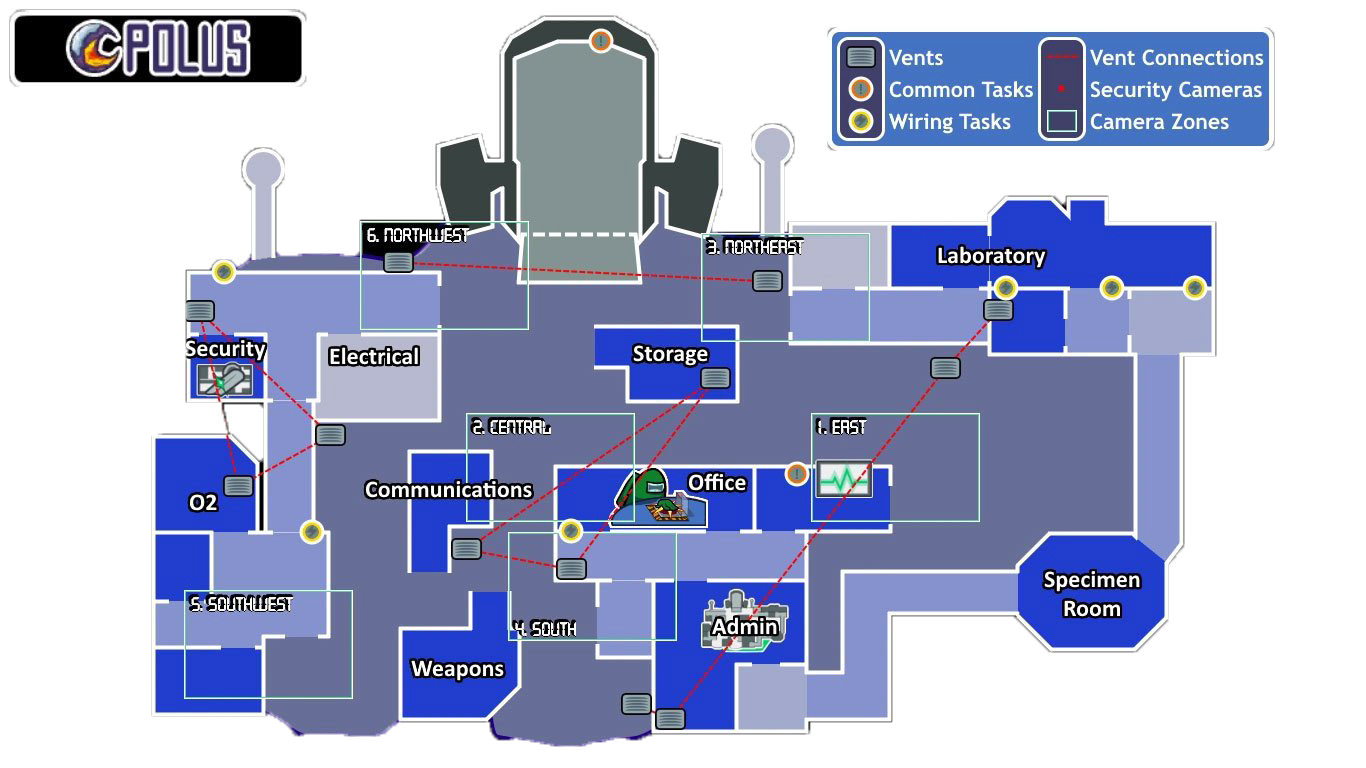 POLUS
Vents
Common Tasks
Wiring Tasks
Vent Connections
Security Cameras
Camera Zones
6. NORTHWEST
3. NORTHEAST
Laboratory
Security
Electrical
Storage
2. CENTRAL
1. EAST
O2
Communications
Office
5. SOUTHWEST
4. SOUTH
Admin
Specimen
Room
Weapons